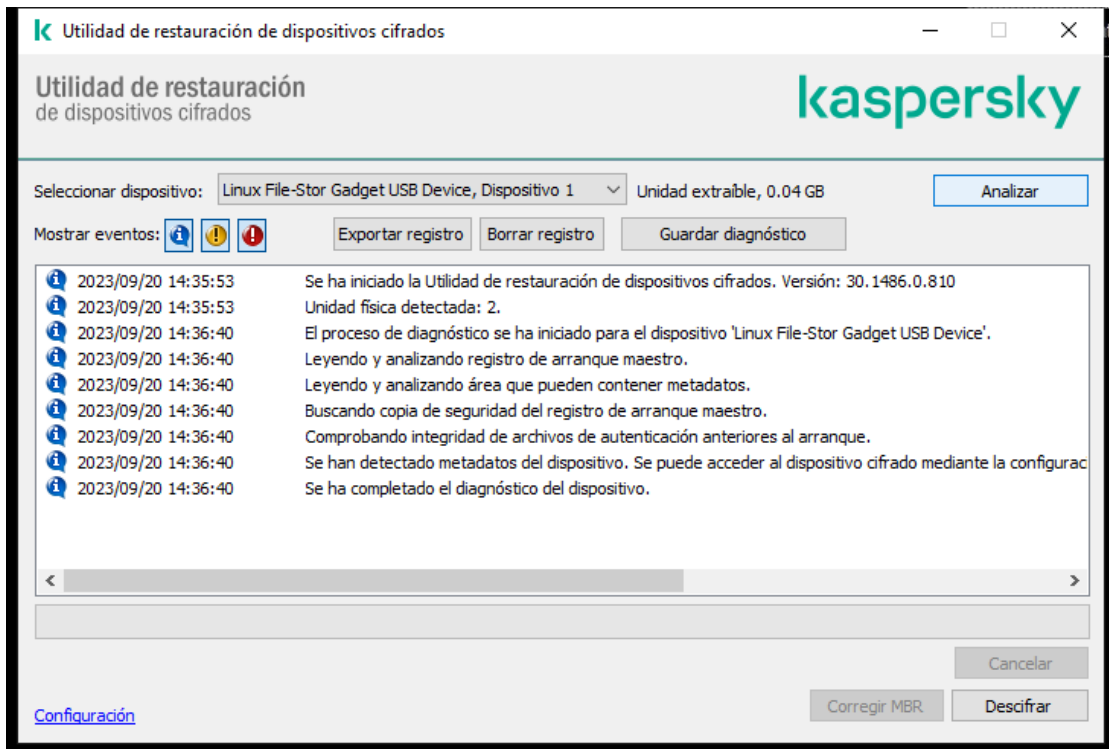 Utilidad de restauración de dispositivos cifrados
Utilidad de restauración
de dispositivos cifrados
kaspersky
Seleccionar dispositivo: Linux File-Stor Gadget USB Device, Dispositivo 1 Unidad extraíble, 0.04 GB Analizar
Mostrar eventos: Exportar registro Borrar registro Guardar diagnóstico
2023/09/20 14:35:53 Se ha iniciado la Utilidad de restauración de dispositivos cifrados. Versión: 30.1486.0.810
2023/09/20 14:35:53 Unidad física detectada: 2.
2023/09/20 14:36:40 El proceso de diagnóstico se ha iniciado para el dispositivo 'Linux File-Stor Gadget USB Device'.
2023/09/20 14:36:40 Leyendo y analizando registro de arranque maestro.
2023/09/20 14:36:40 Leyendo y analizando área que pueden contener metadatos.
2023/09/20 14:36:40 Buscando copia de seguridad del registro de arranque maestro.
2023/09/20 14:36:40 Comprobando integridad de archivos de autenticación anteriores al arranque.
2023/09/20 14:36:40 Se han detectado metadatos del dispositivo. Se puede acceder al dispositivo cifrado mediante la configurac
2023/09/20 14:36:40 Se ha completado el diagnóstico del dispositivo.
Cancelar
Configuración Corregir MBR Descifrar